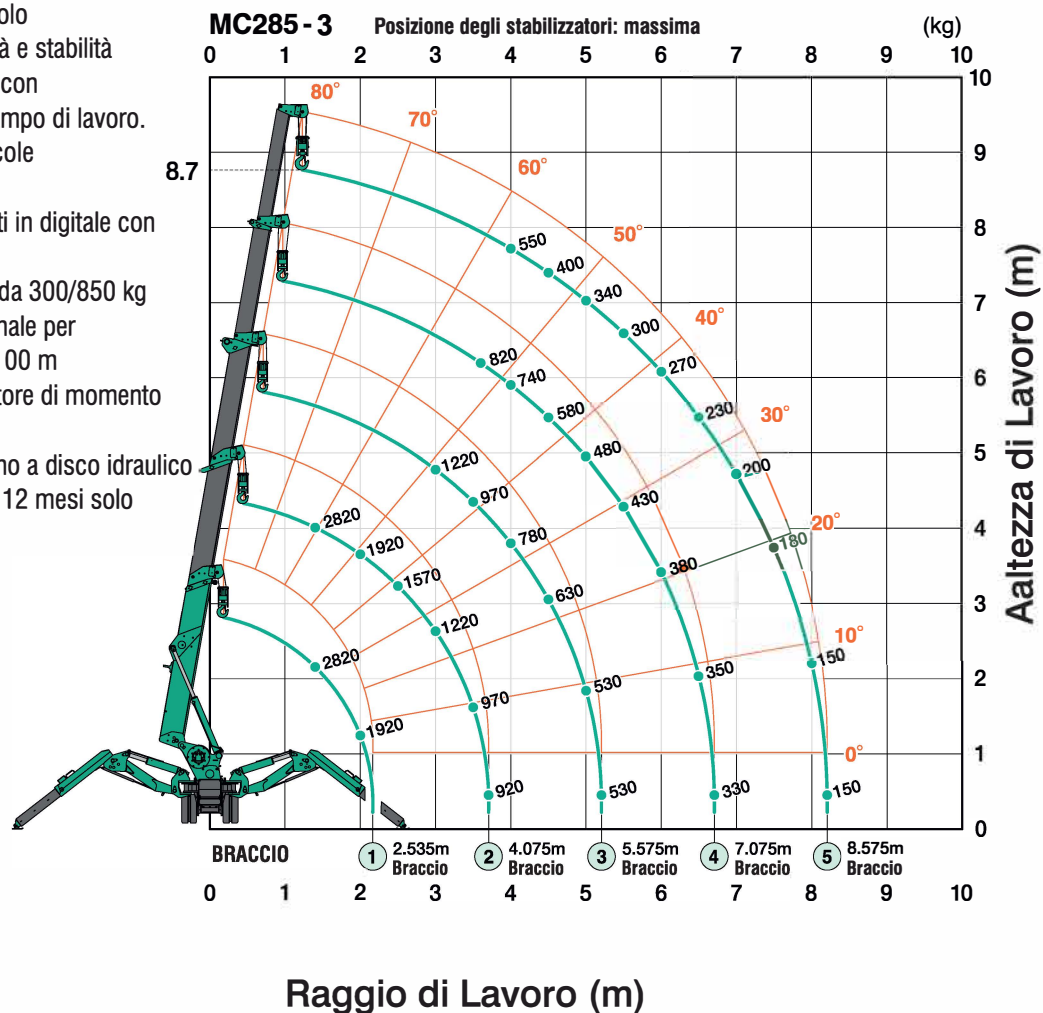 olo
à e stabilità
con
mpo di lavoro.
cole
ti in digitale con
da 300/850 kg
nale per
00 m
tore di momento
no a disco idraulico
12 mesi solo
MC285-3 Posizione degli stabilizzatori: massima (kg)
0 1 2 3 4 5 6 7 8 9 10
10
9
8
7
6
5
4
3
2
1
0
8.7
80°
70°
60°
50°
40°
30°
20°
10°
0°
550
400
340
300
270
230
200
180
150
150
820
740
580
480
430
380
350
330
1220
970
780
630
530
530
2820
1920
1570
1220
970
920
2820
1920
BRACCIO
1 2.535m
Braccio
2 4.075m
Braccio
3 5.575m
Braccio
4 7.075m
Braccio
5 8.575m
Braccio
0 1 2 3 4 5 6 7 8 9 10
Aaltezza di Lavoro (m)
Raggio di Lavoro (m)